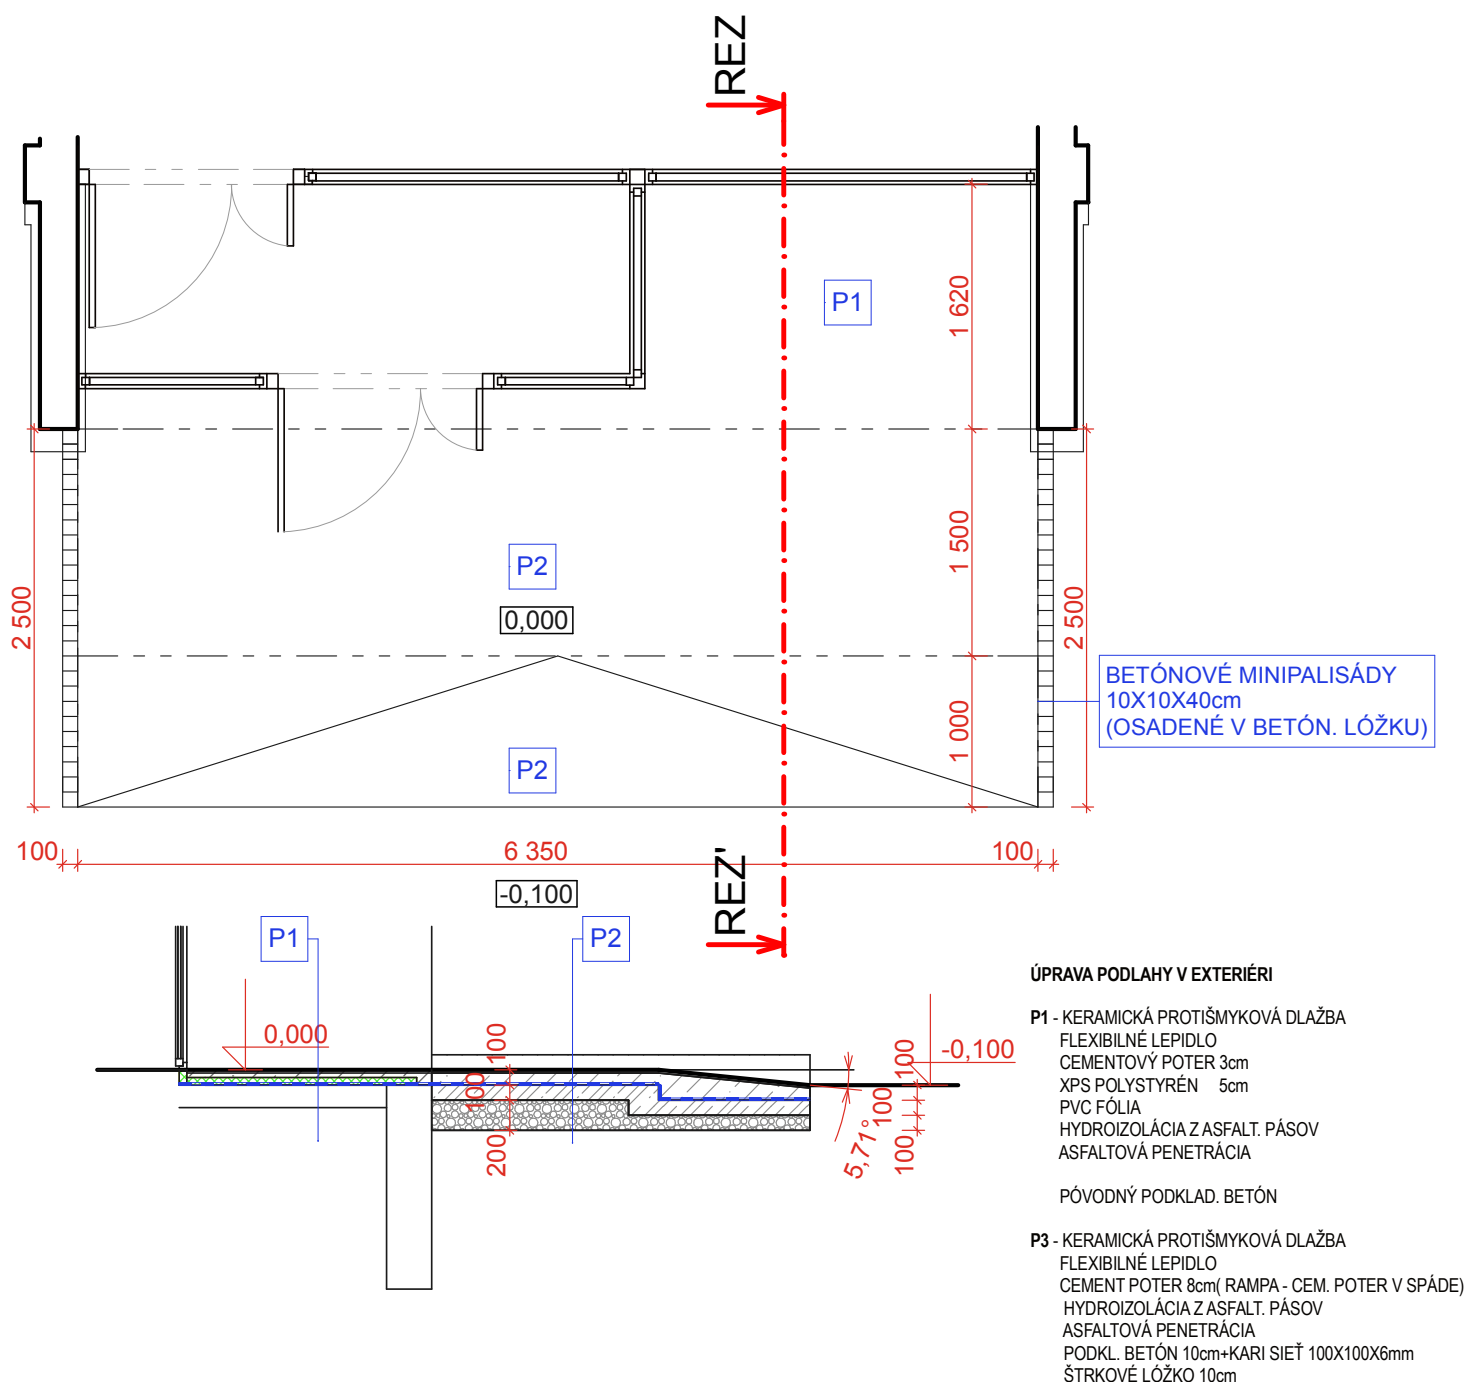 REZ
P1
1 620
P2
0,000
1 500
2 500
2 500
BETÓNOVÉ MINIPALISÁDY
10X10X40cm
(OSADENÉ V BETÓN. LÓŽKU)
1 000
P2
100
6 350
100
-0,100
REZ'
P1
P2
0,000
100
100
-0,100
100
100
200
5,71°
100
ÚPRAVA PODLAHY V EXTERIÉRI
P1 - KERAMICKÁ PROTIŠMYKOVÁ DLAŽBA
FLEXIBILNÉ LEPIDLO
CEMENTOVÝ POTER 3cm
XPS POLYSTYRÉN 5cm
PVC FÓLIA
HYDROIZOLÁCIA Z ASFALT. PÁSOV
ASFALTOVÁ PENETRÁCIA
PÓVODNÝ PODKLAD. BETÓN
P3 - KERAMICKÁ PROTIŠMYKOVÁ DLAŽBA
FLEXIBILNÉ LEPIDLO
CEMENT POTER 8cm( RAMPA - CEM. POTER V SPÁDE)
HYDROIZOLÁCIA Z ASFALT. PÁSOV
ASFALTOVÁ PENETRÁCIA
PODKL. BETÓN 10cm+KARI SIEŤ 100X100X6mm
ŠTRKOVÉ LÓŽKO 10cm